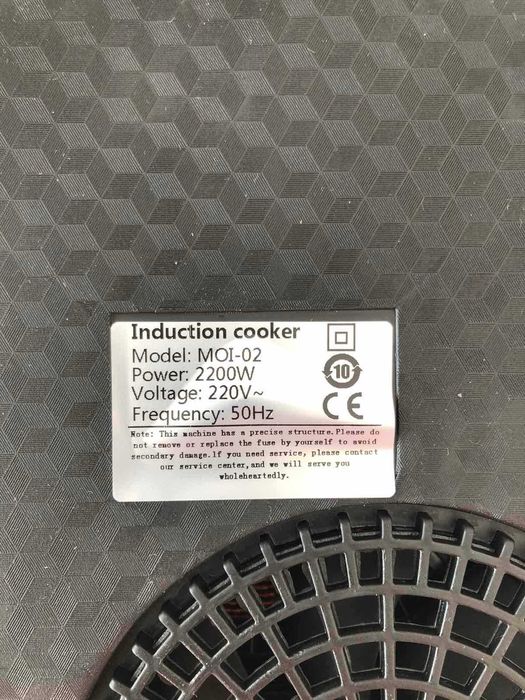 Induction cooker
Model: MOI-02
Power: 2200W
Voltage: 220V~
Frequency: 50Hz
10
CE
Note: This machine has a precise structure.Please do
not remove or replace the fuse by yourself to avoid
secondary damage.lf you need service, please contact
our service center,and we will serve you
wholeheartedly.